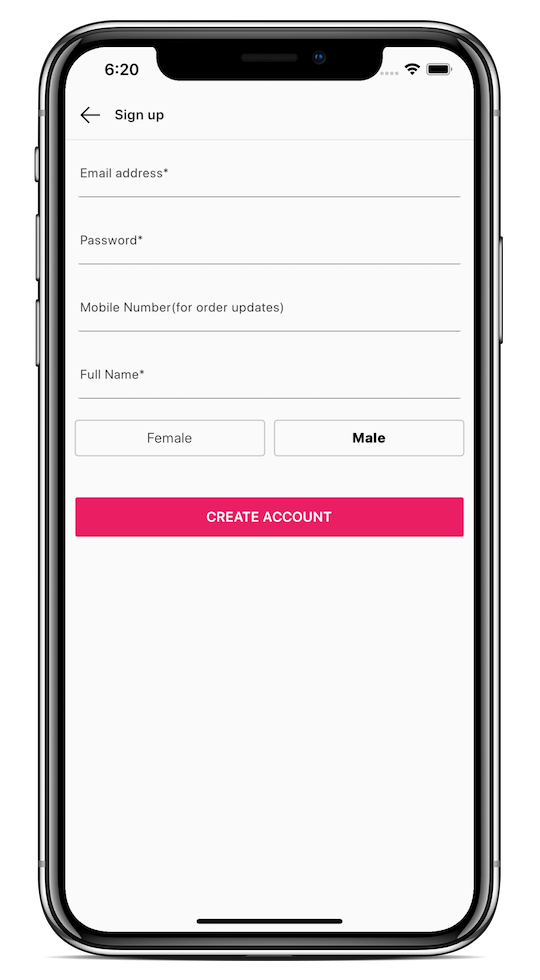 6:20
Sign up
Email address*
Password*
Mobile Number(for order updates)
Full Name*
Female Male
CREATE ACCOUNT